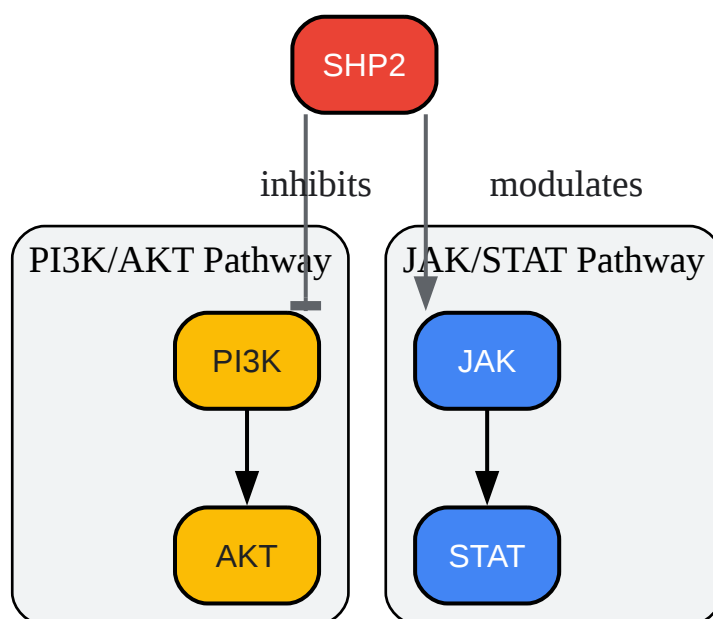 SHP2
inhibits
modulates
PI3K/AKT Pathway
JAK/STAT Pathway
PI3K
JAK
AKT
STAT